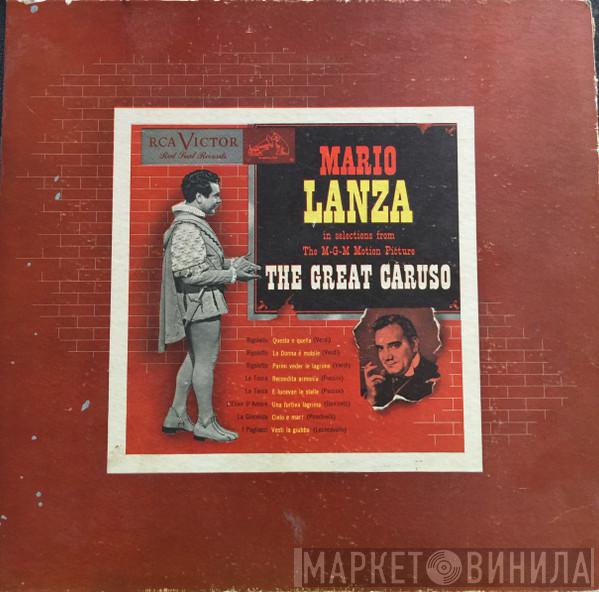 RCA VICTOR
Red Seal Records
MARIO
LANZA
in selections from
The M-G-M Motion Picture
THE GREAT CARUSO
Rigoletto Questa o quella (Verdi)
Rigoletto La Donna è mobile (Verdi)
Rigoletto Parmi veder le lagrime (Verdi)
La Tosca Recondita armonia (Puccini)
La Tosca E lucevan le stelle (Puccini)
L'Elisir d'Amore Una furtiva lagrima (Donizetti)
La Gioconda Cielo e mar! (Ponchielli)
I Pagliacci Vesti la giubba (Leoncavallo)
МАРКЕТ ВИНИЛА